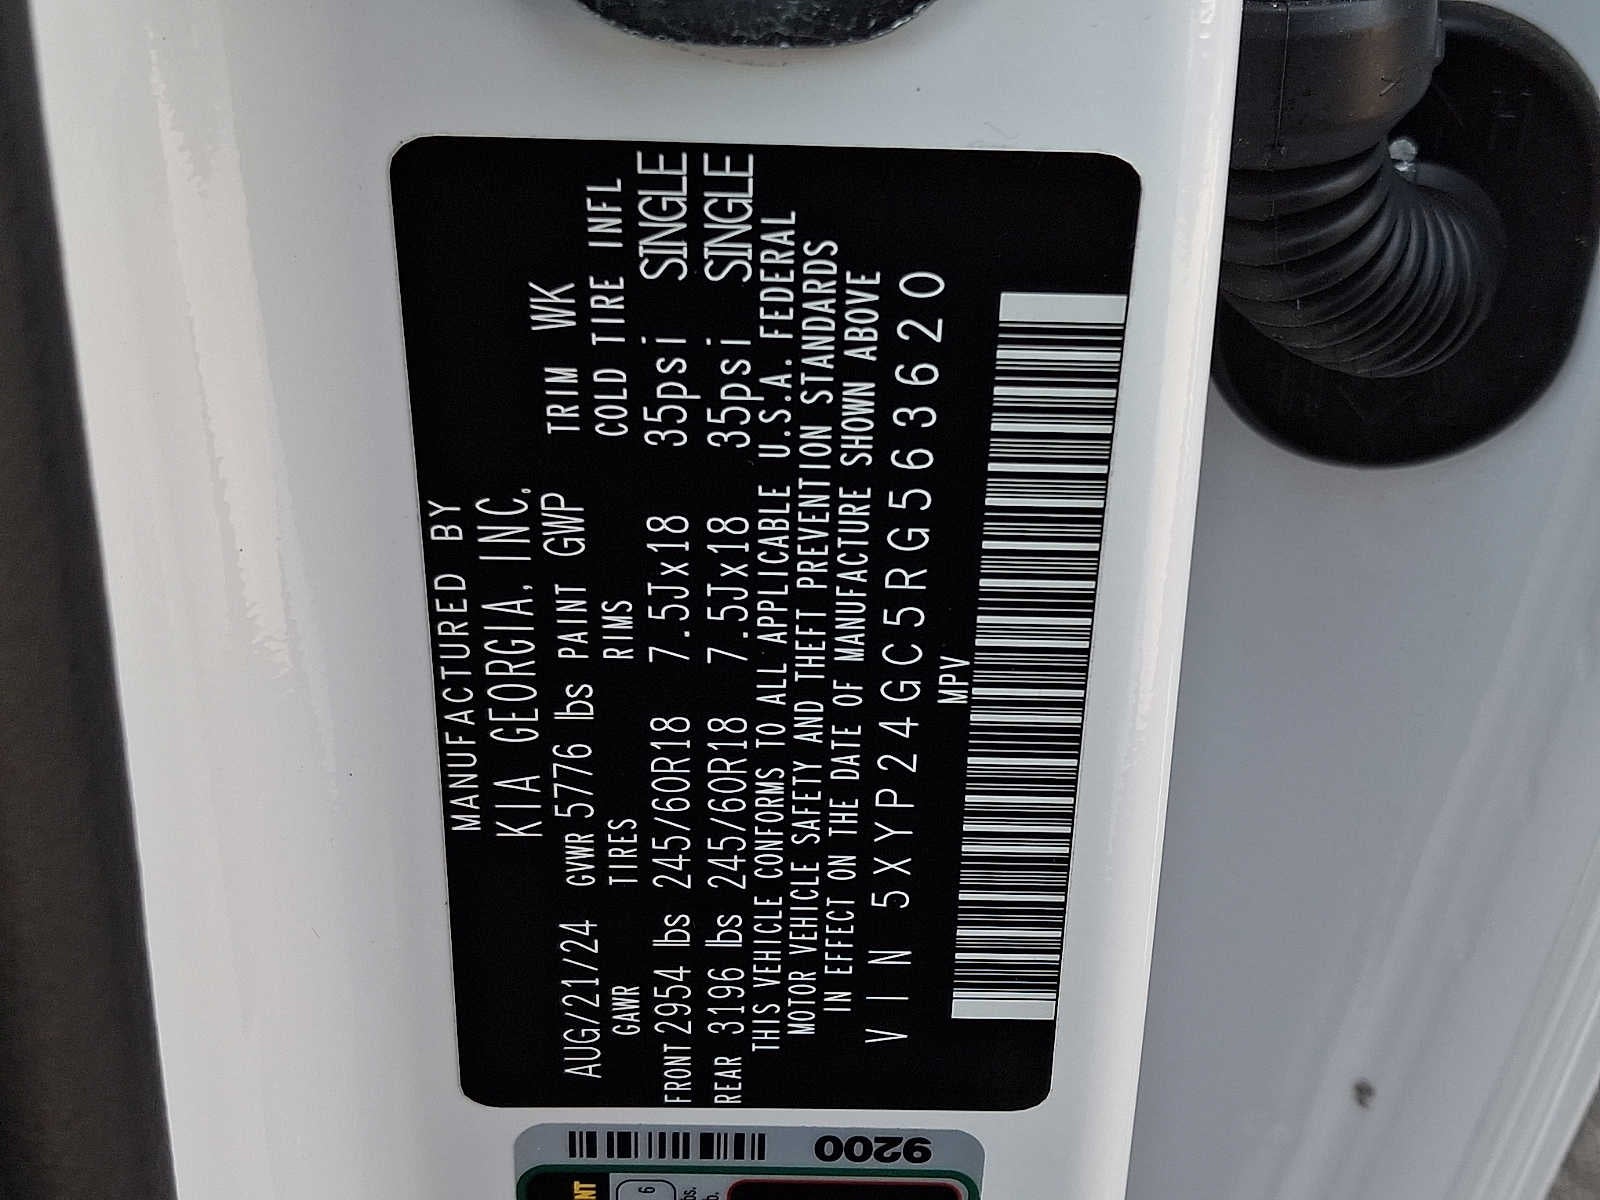 MANUFACTURED BY
KIA GEORGIA, INC.
AUG/21/24 GVWR 5776 lbs PAINT GWP TRIM WK
GAWR TIRES RIMS COLD TIRE INFL
FRONT 2954 lbs 245/60R18 7.5Jx18 35psi SINGLE
REAR 3196 lbs 245/60R18 7.5Jx18 35psi SINGLE
THIS VEHICLE CONFORMS TO ALL APPLICABLE U.S.A. FEDERAL
MOTOR VEHICLE SAFETY AND THEFT PREVENTION STANDARDS
IN EFFECT ON THE DATE OF MANUFACTURE SHOWN ABOVE
VIN 5XYP24GC5RG563620
MPV
9200
6